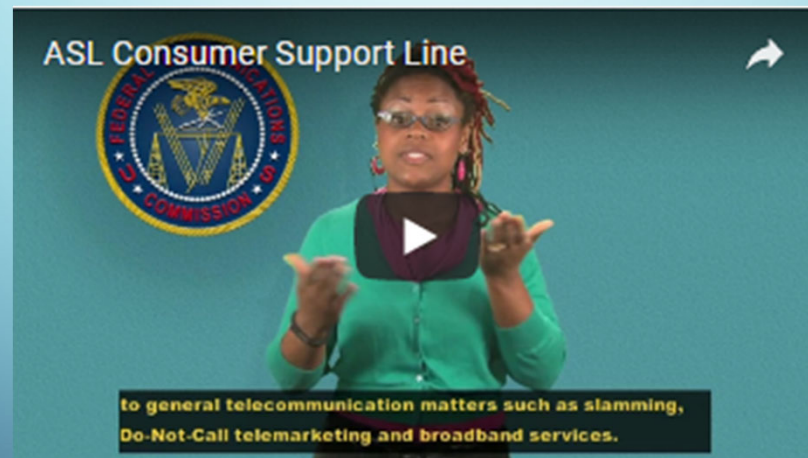 ASL Consumer Support Line
FEDERAL COMMUNICATIONS
COMMISSION
U S
to general telecommunication matters such as slamming,
Do-Not-Call telemarketing and broadband services.